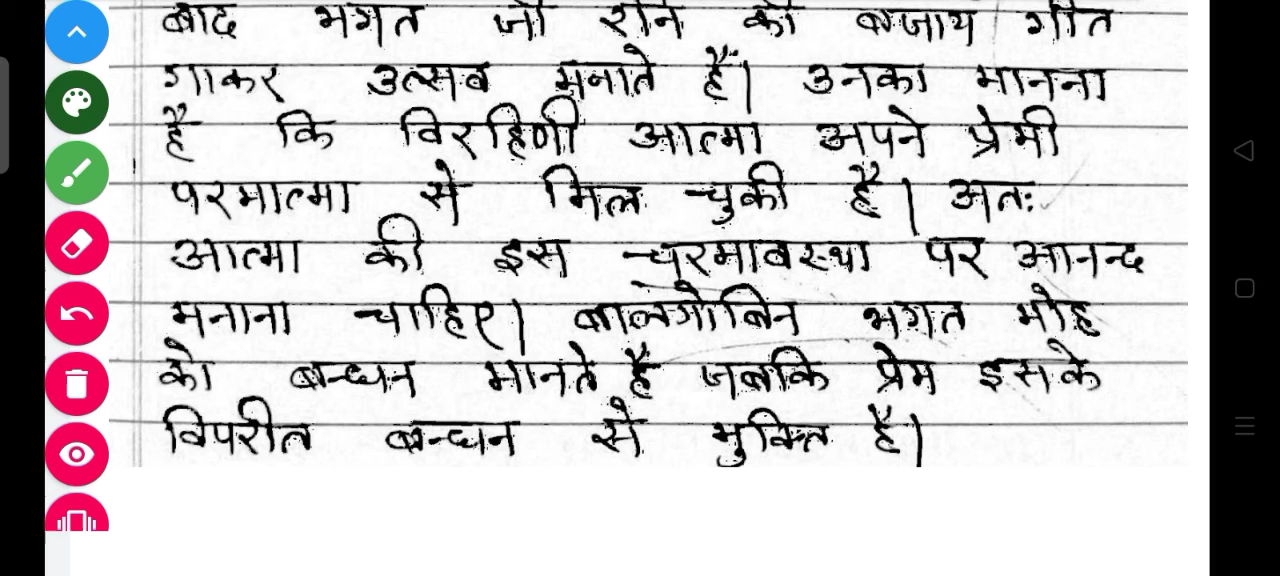 बाद भगत जी रोने की बजाय गीत
गाकर उत्सव मनाते हैं। उनका मानना
है कि विरहिणी आत्मा अपने प्रेमी
परमात्मा से मिल चुकी है। अतः
आत्मा की इस चरमावस्था पर आनन्द
मनाना चाहिए। बालगोबिन भगत मोह
को बन्धन मानते है जबकि प्रेम इसके
विपरीत बन्धन से मुक्ति है।